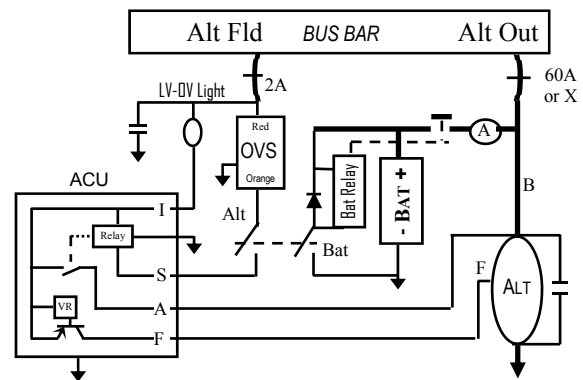 Alt Fld BUS BAR Alt Out
2A
60A
or X
LV-OV Light
Red
OVS
Orange
A
Bat Relay
- BAT +
B
ACU
I
Alt
Relay
Bat
S
F
ALT
A
VR
F